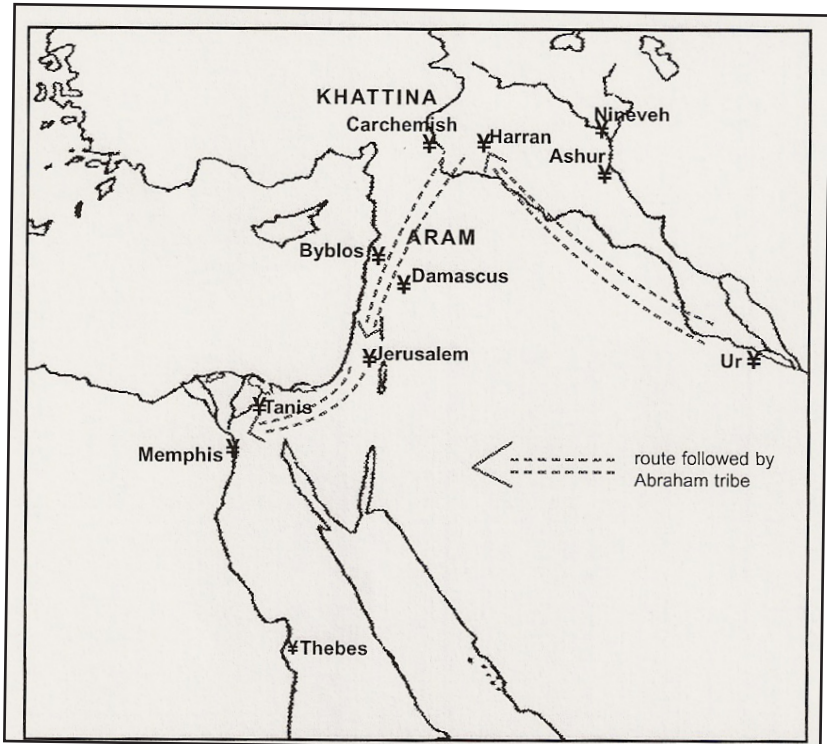 KHATTINA
Carchemish
Harran
Nineveh
Ashur
ARAM
Byblos
Damascus
Jerusalem
Ur
Tanis
Memphis
route followed by
Abraham tribe
Thebes